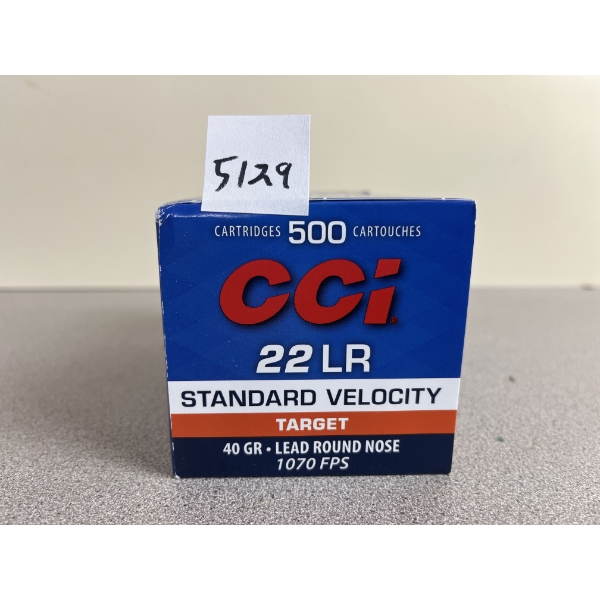 5129
CARTRIDGES 500 CARTOUCHES
CCi
22 LR
STANDARD VELOCITY
TARGET
40 GR • LEAD ROUND NOSE
1070 FPS